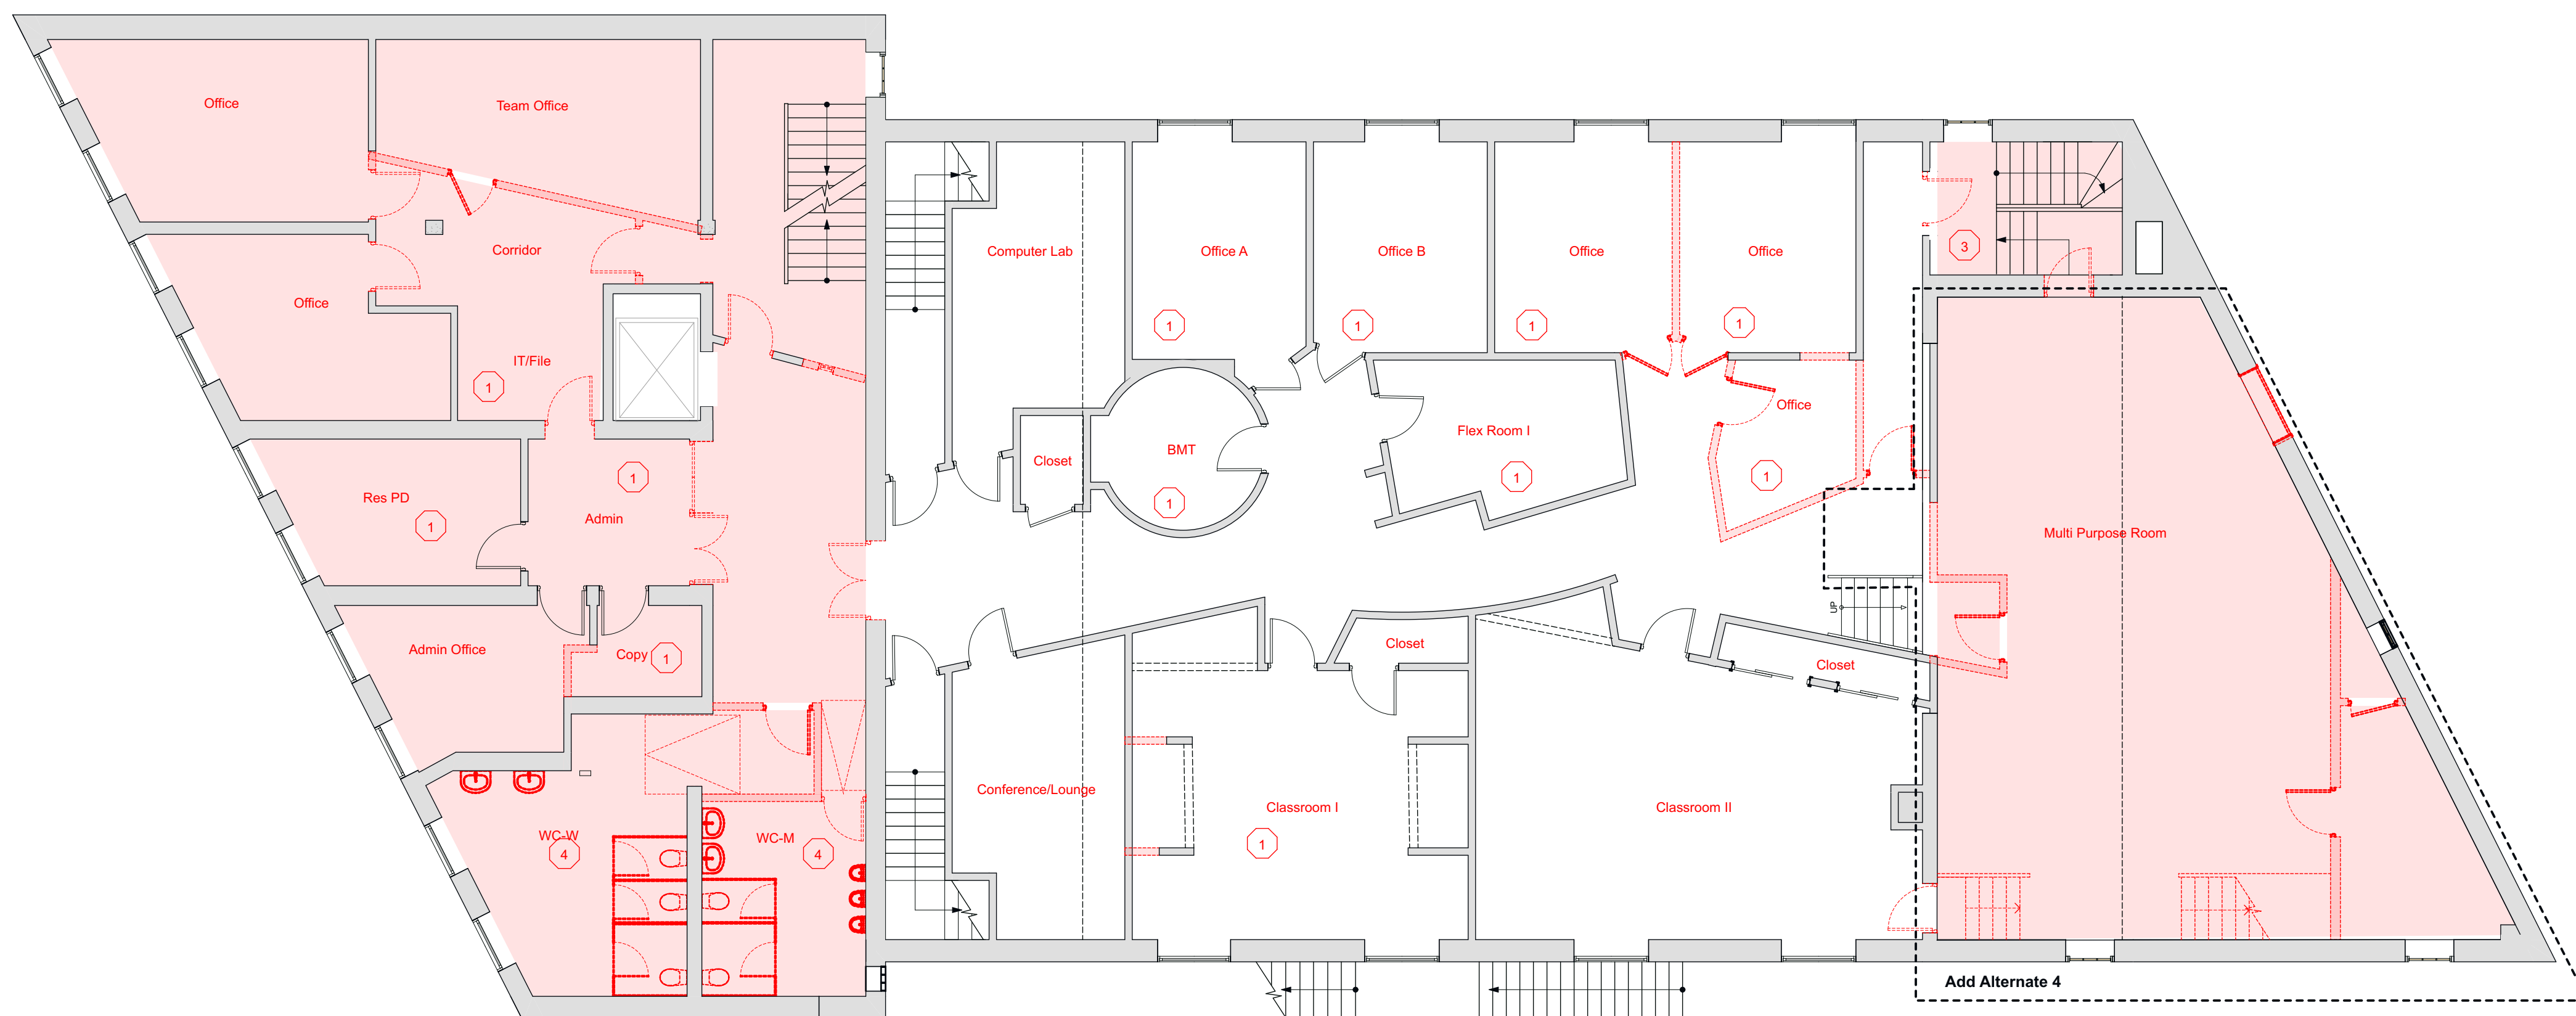 Office
Team Office
Corridor
Office
IT/File
1
Res PD
1
1
Admin
Admin Office
Copy
1
WC-W
4
WC-M
4
Computer Lab
Office A
1
Office B
1
Office
1
Office
1
3
Closet
BMT
1
Flex Room I
1
Office
1
Multi Purpose Room
UP
Closet
Closet
Conference/Lounge
Classroom I
1
Classroom II
Add Alternate 4